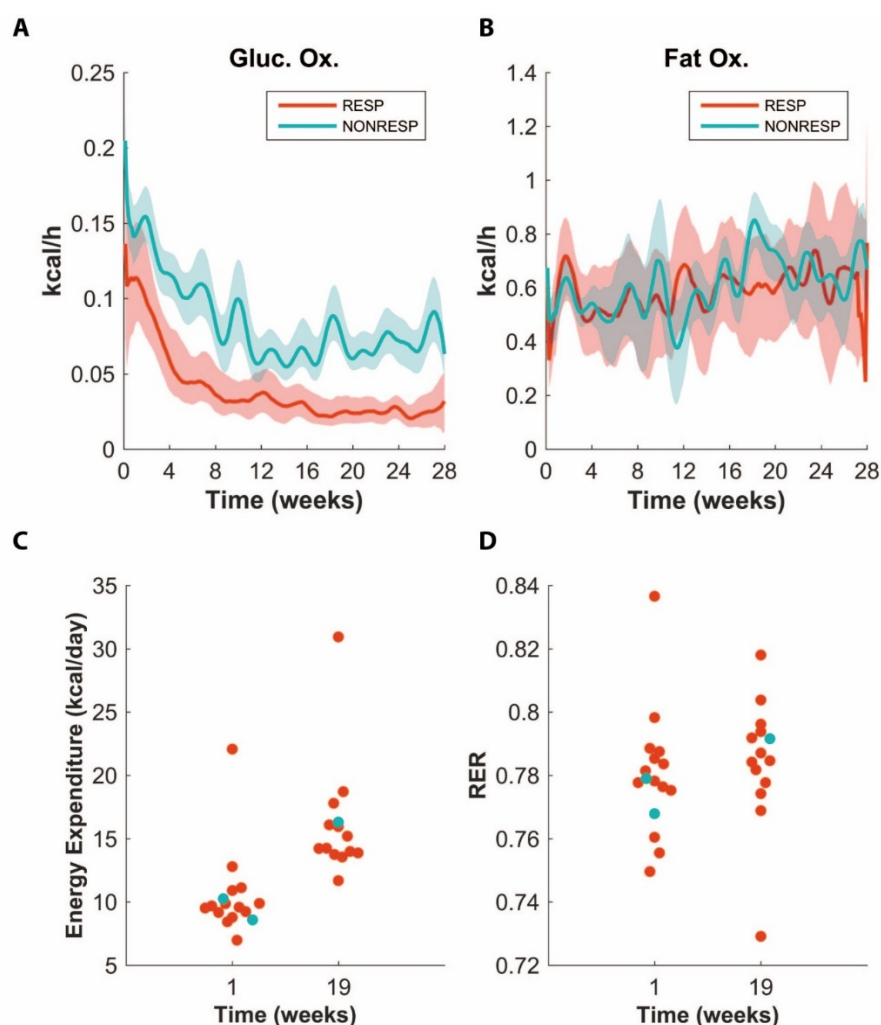 A
Gluc. Ox.
0.25
0.2
0.15
0.1
0.05
0
kcal/h
RESP
NONRESP
0 4 8 12 16 20 24 28
Time (weeks)
B
Fat Ox.
1.4
1.2
1
0.8
0.6
0.4
0.2
0
kcal/h
RESP
NONRESP
0 4 8 12 16 20 24 28
Time (weeks)
C
35
30
25
20
15
10
5
Energy Expenditure (kcal/day)
1 19
Time (weeks)
D
0.84
0.82
0.8
0.78
0.76
0.74
0.72
RER
1 19
Time (weeks)